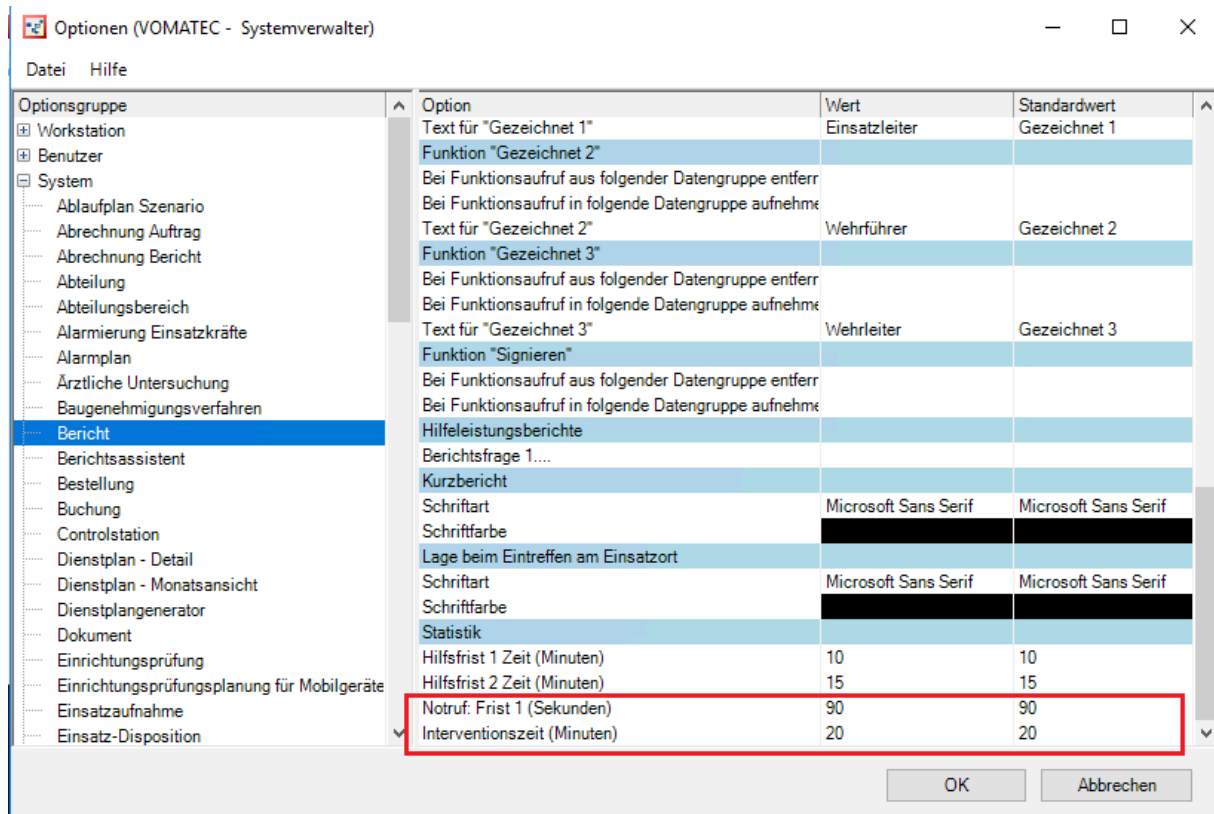 Optionen (VOMATEC - Systemverwalter)
Datei Hilfe
Optionsgruppe
Workstation
Benutzer
System
Ablaufplan Szenario
Abrechnung Auftrag
Abrechnung Bericht
Abteilung
Abteilungsbereich
Alarmierung Einsatzkräfte
Alarmplan
Ärztliche Untersuchung
Baugenehmigungsverfahren
Bericht
Berichtsassistent
Bestellung
Buchung
Controlstation
Dienstplan - Detail
Dienstplan - Monatsansicht
Dienstplangenerator
Dokument
Einrichtungsprüfung
Einrichtungsprüfungsplanung für Mobilgeräte
Einsatzaufnahme
Einsatz-Disposition
Option Wert Standardwert
Text für "Gezeichnet 1" Einsatzleiter Gezeichnet 1
Funktion "Gezeichnet 2"
Bei Funktionsaufruf aus folgender Datengruppe entferr
Bei Funktionsaufruf in folgende Datengruppe aufnehme
Text für "Gezeichnet 2" Wehrführer Gezeichnet 2
Funktion "Gezeichnet 3"
Bei Funktionsaufruf aus folgender Datengruppe entferr
Bei Funktionsaufruf in folgende Datengruppe aufnehme
Text für "Gezeichnet 3" Wehrleiter Gezeichnet 3
Funktion "Signieren"
Bei Funktionsaufruf aus folgender Datengruppe entferr
Bei Funktionsaufruf in folgende Datengruppe aufnehme
Hilfeleistungsberichte
Berichtsfrage 1....
Kurzbericht
Schriftart Microsoft Sans Serif Microsoft Sans Serif
Schriftfarbe
Lage beim Eintreffen am Einsatzort
Schriftart Microsoft Sans Serif Microsoft Sans Serif
Schriftfarbe
Statistik
Hilfsfrist 1 Zeit (Minuten) 10 10
Hilfsfrist 2 Zeit (Minuten) 15 15
Notruf: Frist 1 (Sekunden) 90 90
Interventionszeit (Minuten) 20 20
OK Abbrechen